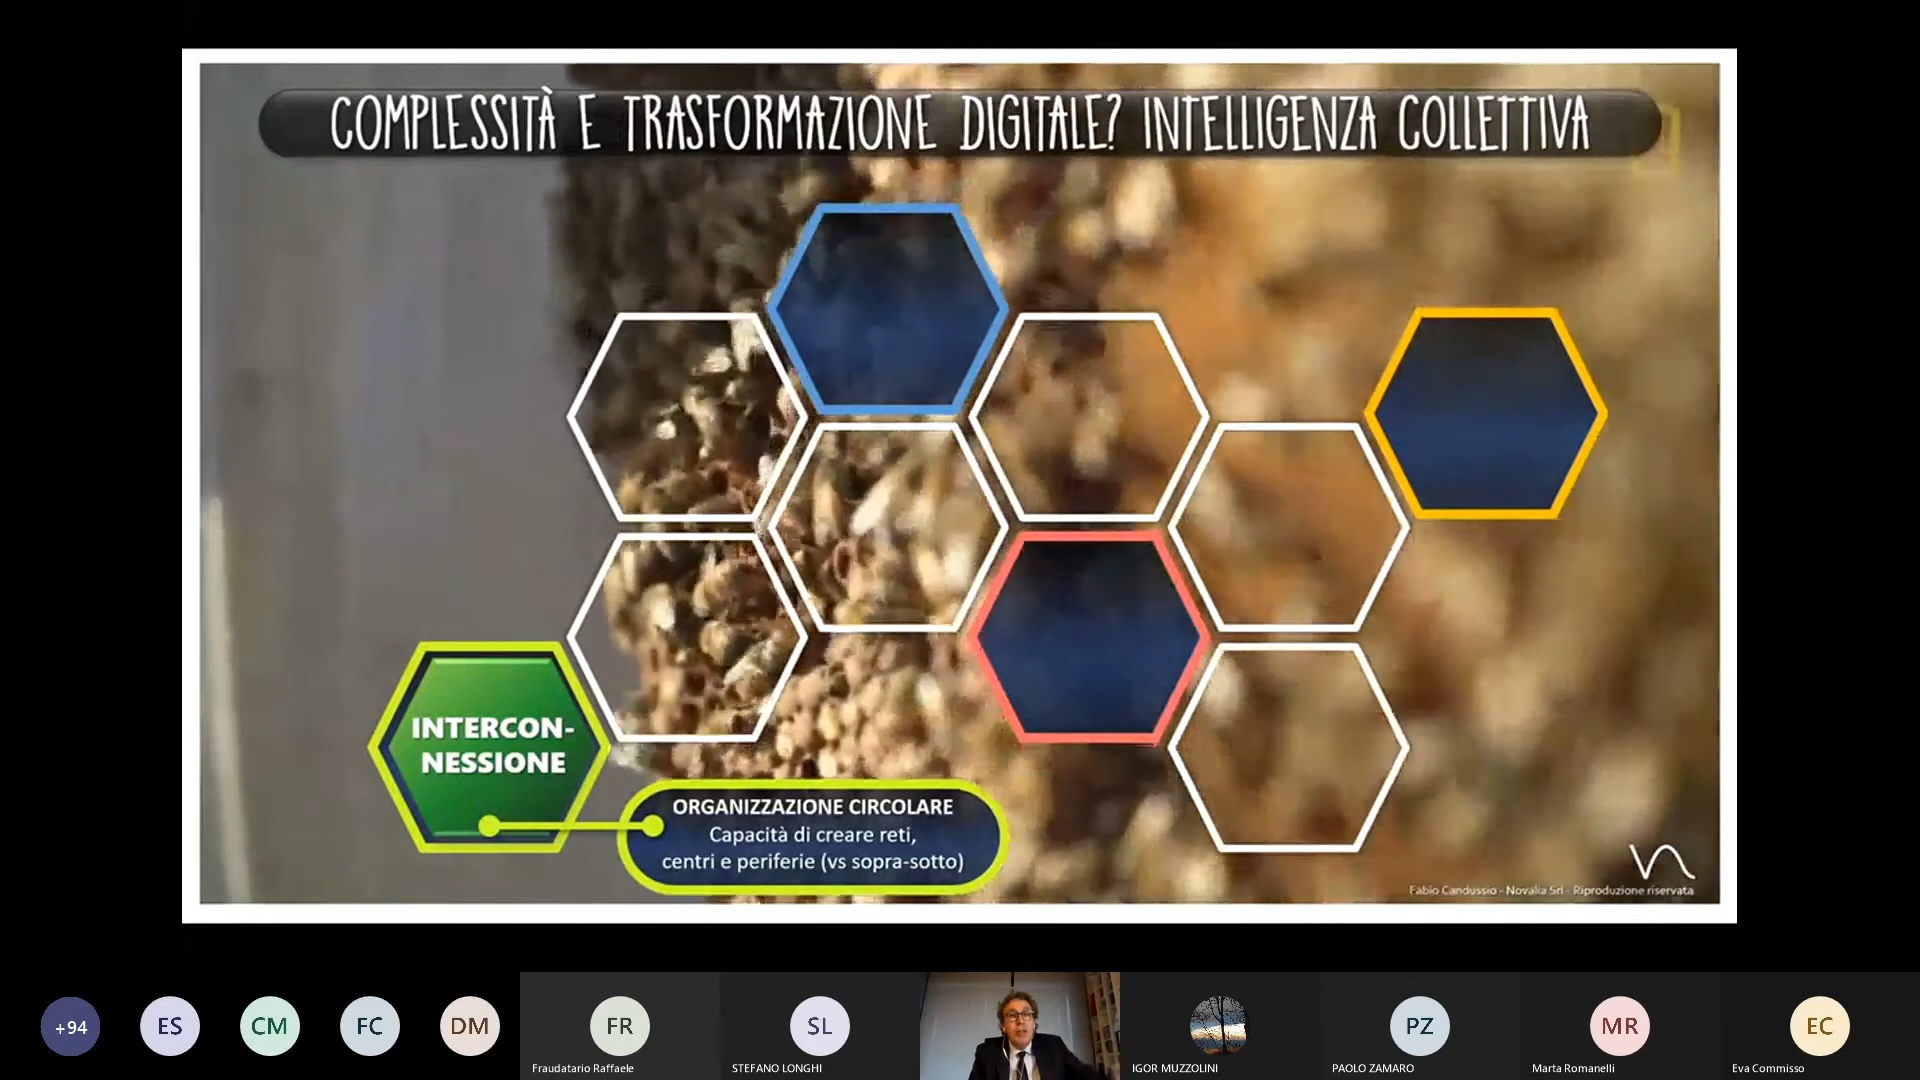 COMPLESSITÀ E TRASFORMAZIONE DIGITALE? INTELLIGENZA COLLETTIVA
INTERCON-
NESSIONE
ORGANIZZAZIONE CIRCOLARE
Capacità di creare reti,
centri e periferie (vs sopra-sotto)
Fabio Candussio - Novalia Srl - Riproduzione riservata
+94
ES
CM
FC
DM
FR
SL
PZ
MR
EC
Fraudatario Raffaele
STEFANO LONGHI
IGOR MUZZOLINI
PAOLO ZAMARO
Marta Romanelli
Eva Commisso